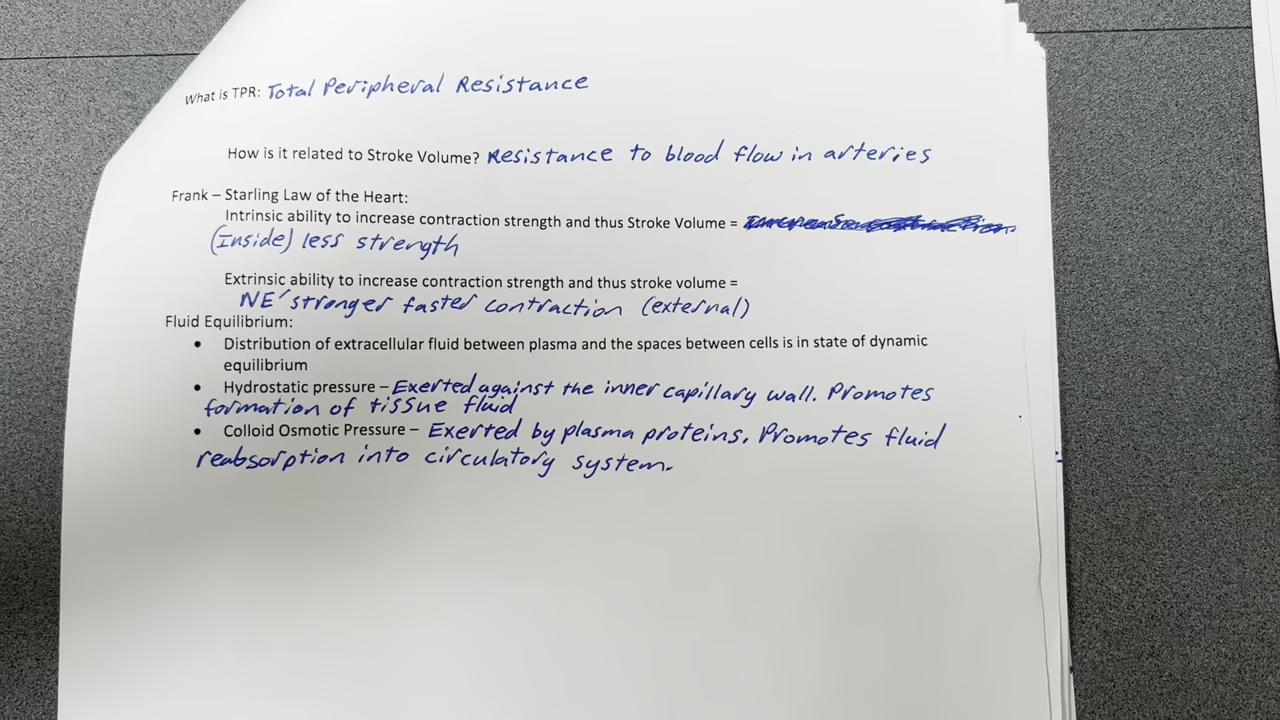 What is TPR: Total Peripheral Resistance
How is it related to Stroke Volume? Resistance to blood flow in arteries
Frank – Starling Law of the Heart:
Intrinsic ability to increase contraction strength and thus Stroke Volume =
(Inside) less strength
Extrinsic ability to increase contraction strength and thus stroke volume =
NE stronger faster contraction (external)
Fluid Equilibrium:
• Distribution of extracellular fluid between plasma and the spaces between cells is in state of dynamic
equilibrium
• Hydrostatic pressure – Exerted against the inner capillary wall. Promotes
formation of tissue fluid
• Colloid Osmotic Pressure – Exerted by plasma proteins. Promotes fluid
reabsorption into circulatory system.